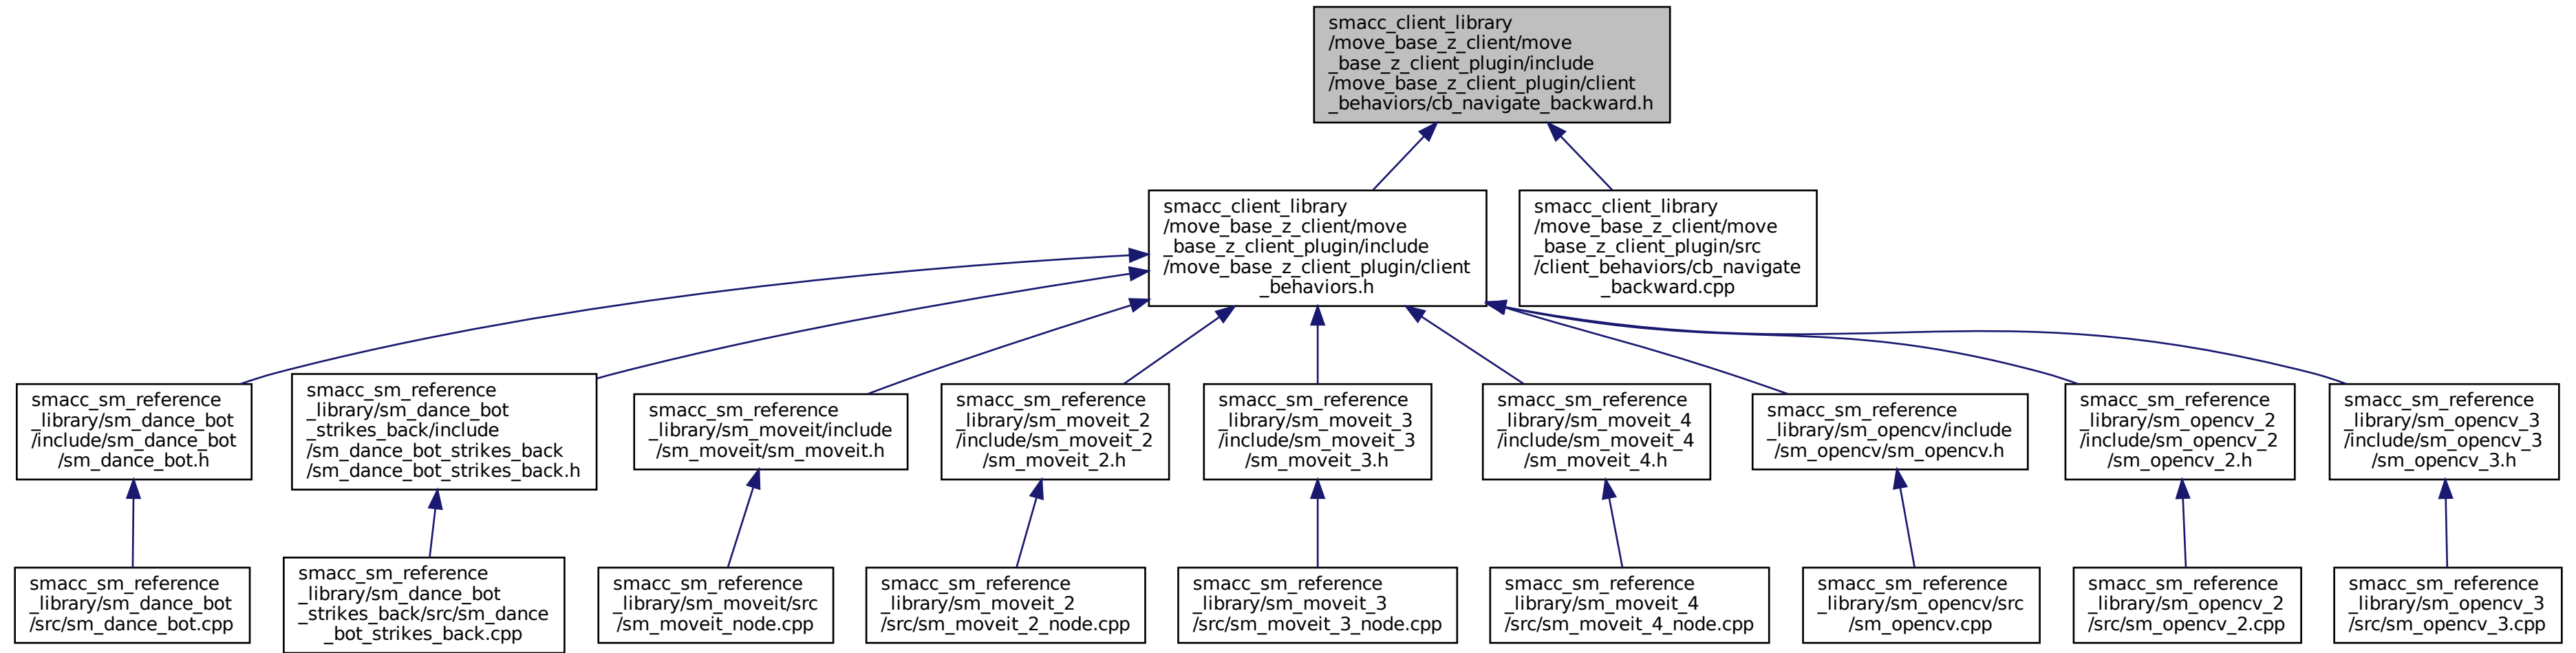 smacc_client_library
/move_base_z_client/move
_base_z_client_plugin/include
/move_base_z_client_plugin/client
_behaviors/cb_navigate_backward.h
smacc_client_library
/move_base_z_client/move
_base_z_client_plugin/include
/move_base_z_client_plugin/client
_behaviors.h
smacc_client_library
/move_base_z_client/move
_base_z_client_plugin/src
/client_behaviors/cb_navigate
_backward.cpp
smacc_sm_reference
_library/sm_dance_bot
/include/sm_dance_bot
/sm_dance_bot.h
smacc_sm_reference
_library/sm_dance_bot
_strikes_back/include
/sm_dance_bot_strikes_back
/sm_dance_bot_strikes_back.h
smacc_sm_reference
_library/sm_moveit/include
/sm_moveit/sm_moveit.h
smacc_sm_reference
_library/sm_moveit_2
/include/sm_moveit_2
/sm_moveit_2.h
smacc_sm_reference
_library/sm_moveit_3
/include/sm_moveit_3
/sm_moveit_3.h
smacc_sm_reference
_library/sm_moveit_4
/include/sm_moveit_4
/sm_moveit_4.h
smacc_sm_reference
_library/sm_opencv/include
/sm_opencv/sm_opencv.h
smacc_sm_reference
_library/sm_opencv_2
/include/sm_opencv_2
/sm_opencv_2.h
smacc_sm_reference
_library/sm_opencv_3
/include/sm_opencv_3
/sm_opencv_3.h
smacc_sm_reference
_library/sm_dance_bot
/src/sm_dance_bot.cpp
smacc_sm_reference
_library/sm_dance_bot
_strikes_back/src/sm_dance
_bot_strikes_back.cpp
smacc_sm_reference
_library/sm_moveit/src
/sm_moveit_node.cpp
smacc_sm_reference
_library/sm_moveit_2
/src/sm_moveit_2_node.cpp
smacc_sm_reference
_library/sm_moveit_3
/src/sm_moveit_3_node.cpp
smacc_sm_reference
_library/sm_moveit_4
/src/sm_moveit_4_node.cpp
smacc_sm_reference
_library/sm_opencv/src
/sm_opencv.cpp
smacc_sm_reference
_library/sm_opencv_2
/src/sm_opencv_2.cpp
smacc_sm_reference
_library/sm_opencv_3
/src/sm_opencv_3.cpp